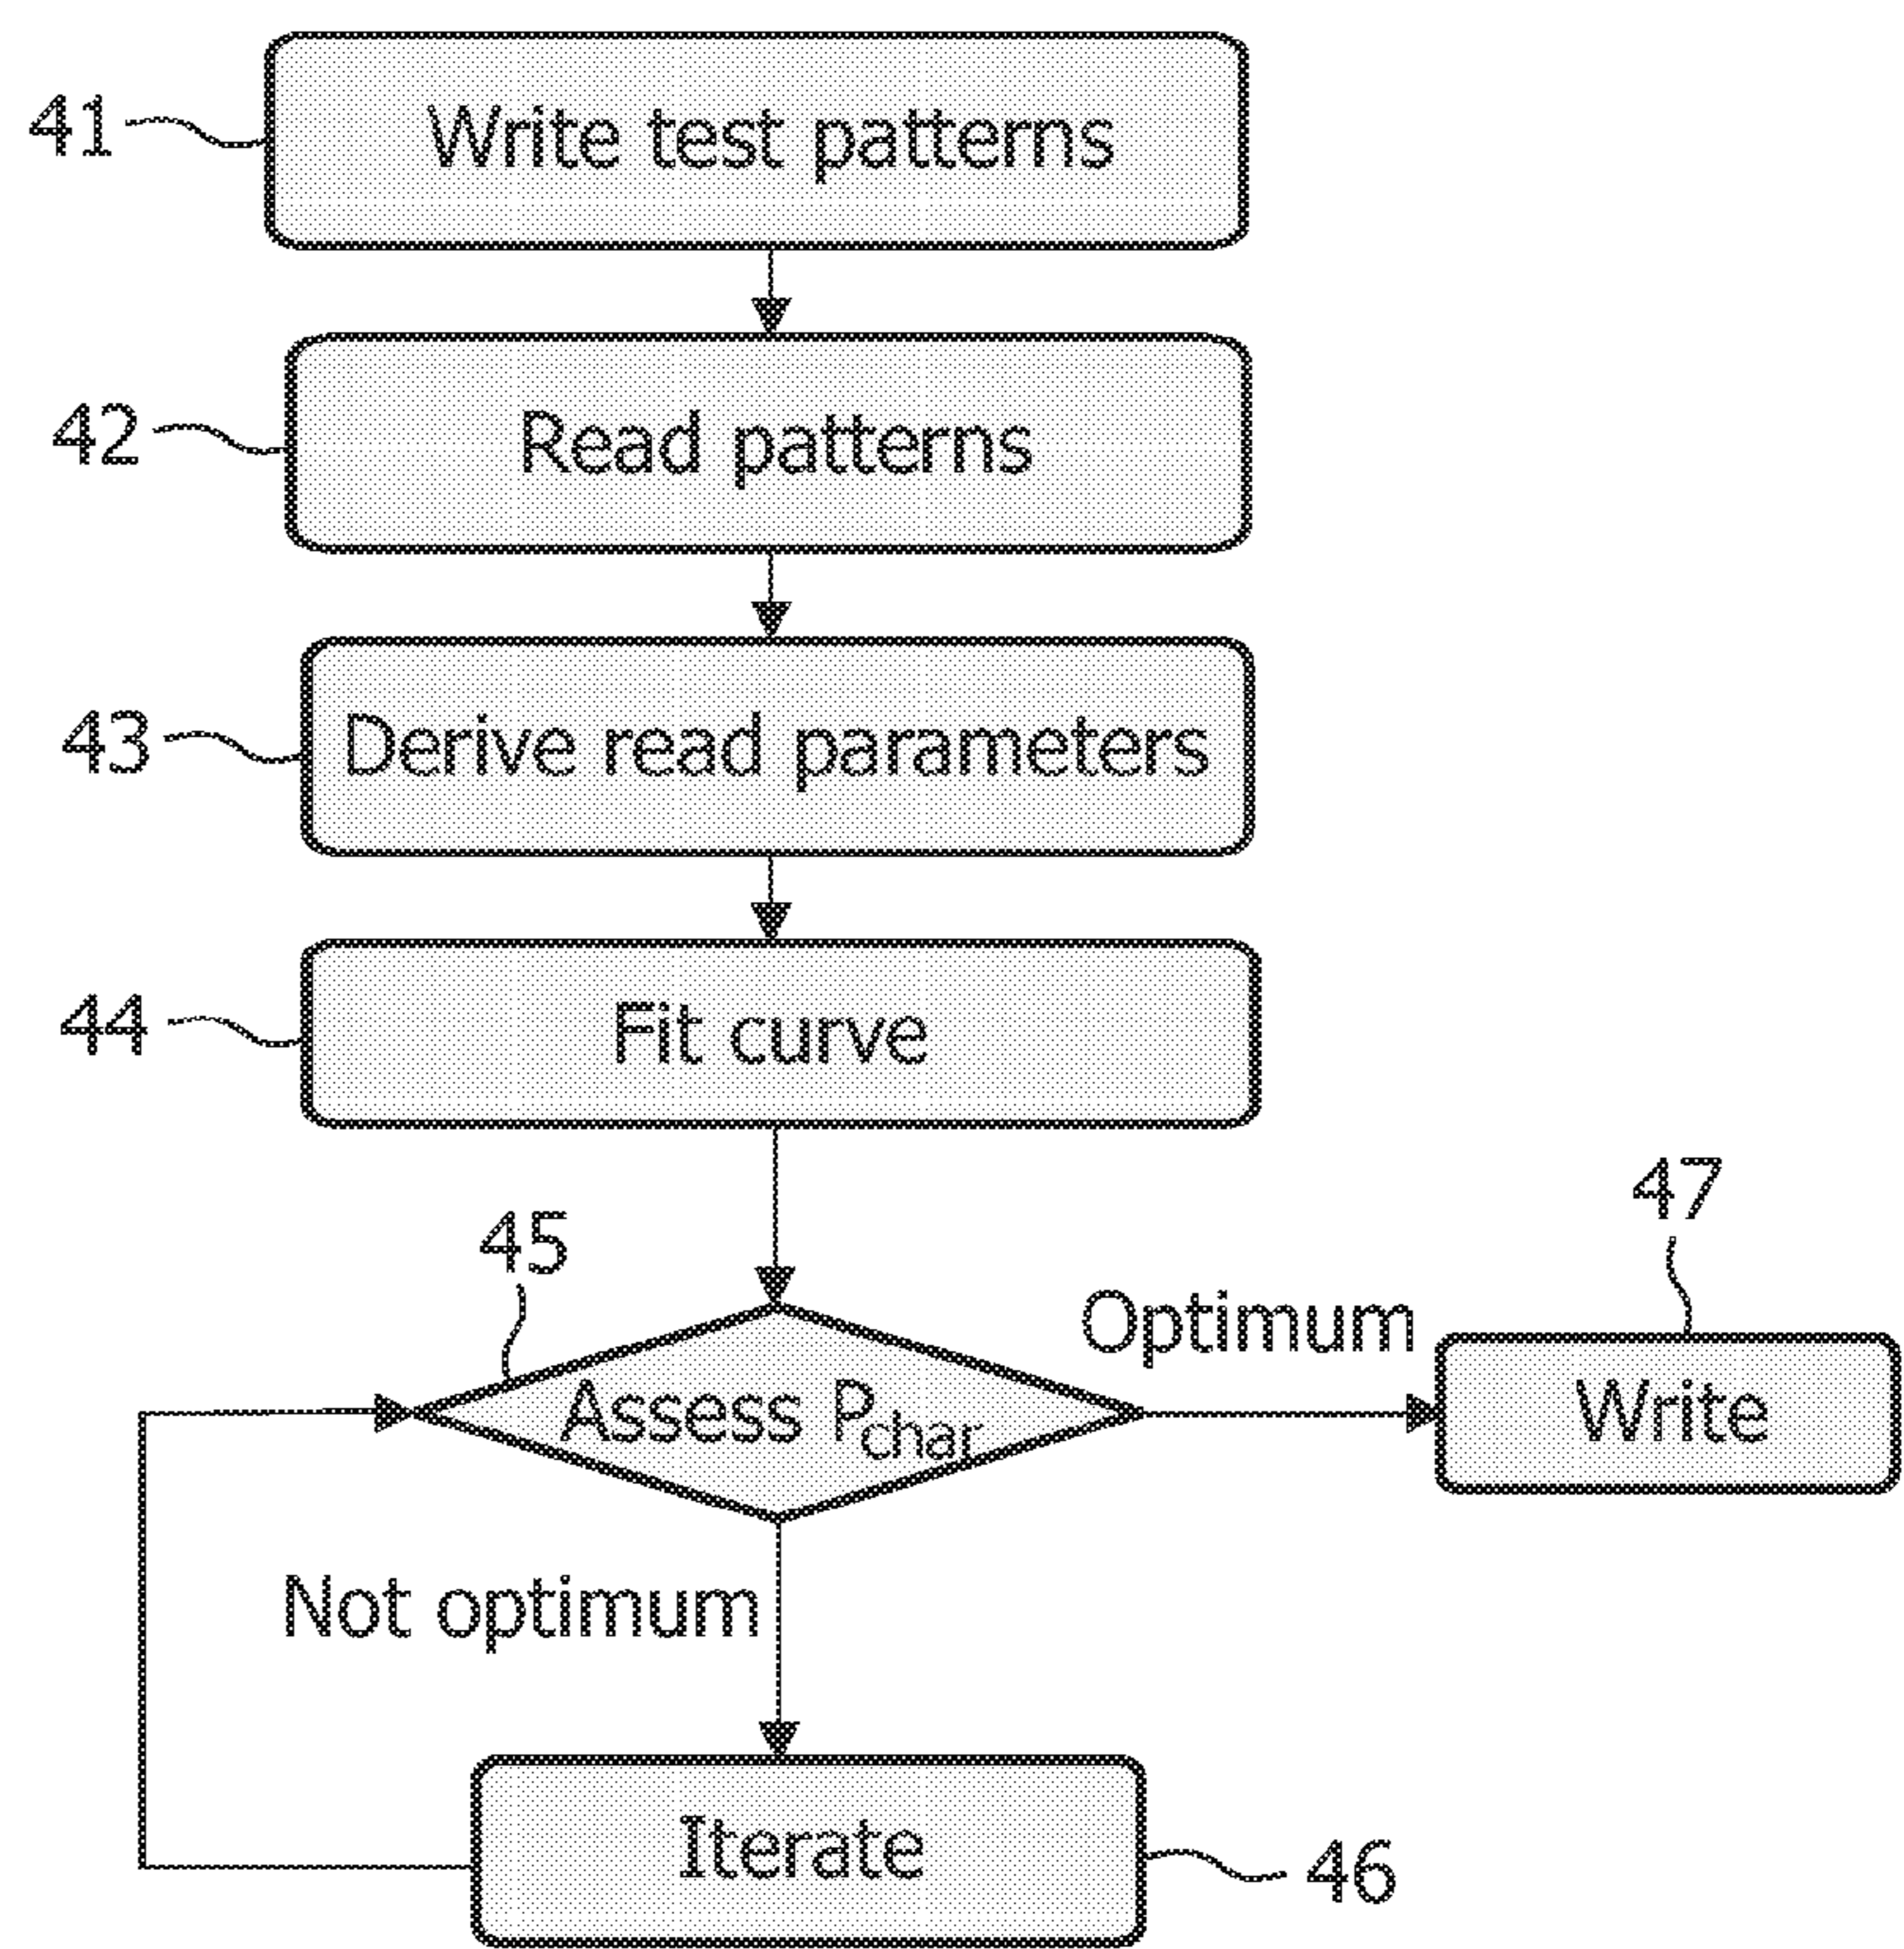 41
Write test patterns
42
Read patterns
43
Derive read parameters
44
Fit curve
45
47
Optimum
Assess Pchar
Write
Not optimum
Iterate
46